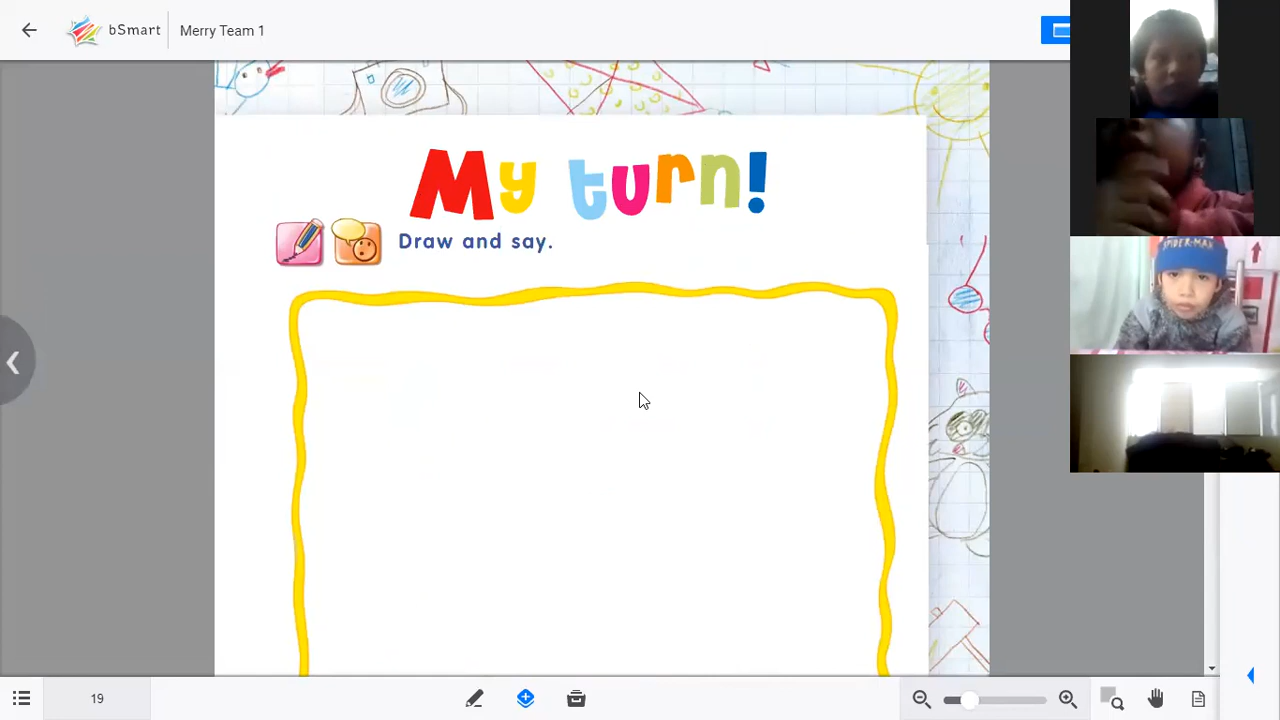 bSmart
Merry Team 1
My turn!
Draw and say.
SPIDER-MAN
19